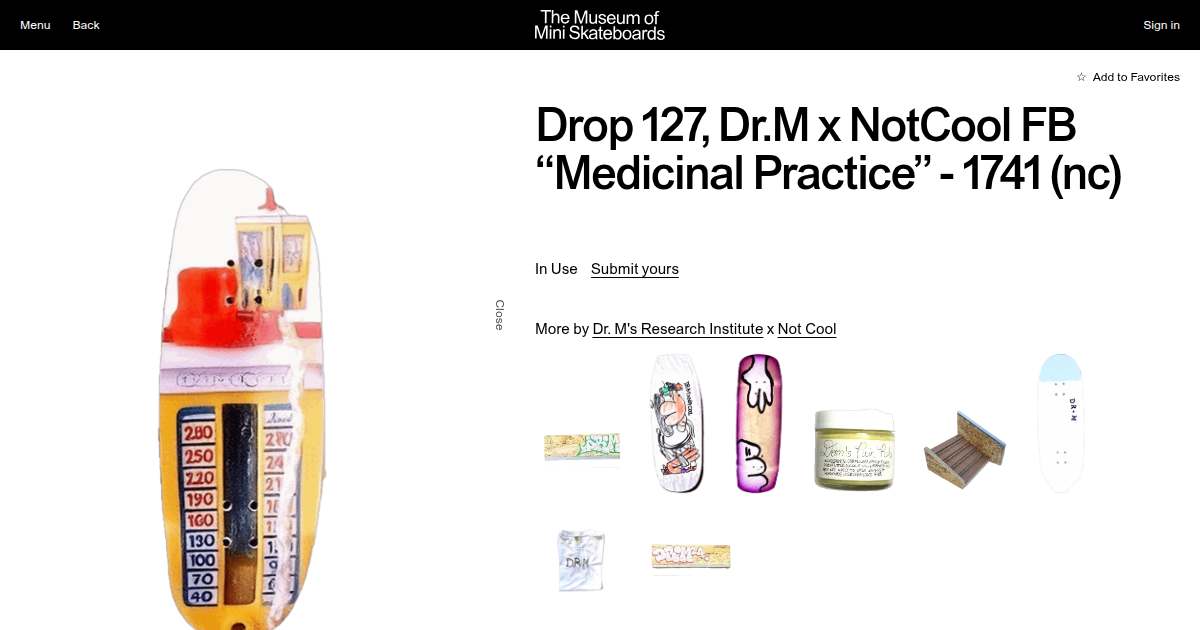 Menu
Back
The Museum of
Mini Skateboards
Sign in
☆ Add to Favorites
Drop 127, Dr.M x NotCool FB
“Medicinal Practice” - 1741 (nc)
In Use Submit yours
Close
More by Dr. M's Research Institute x Not Cool
280
250
220
190
160
130
100
70
40
DR.M
DRM